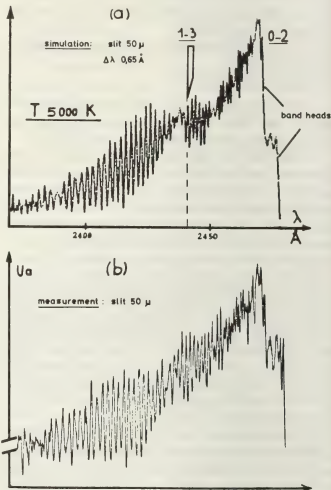 (a)
simulation: slit 50 μ
Δλ 0,65 Å
1-3
0-2
T 5000 K
band heads
λ
2400
2450
Å
Ua
(b)
measurement: slit 50 μ